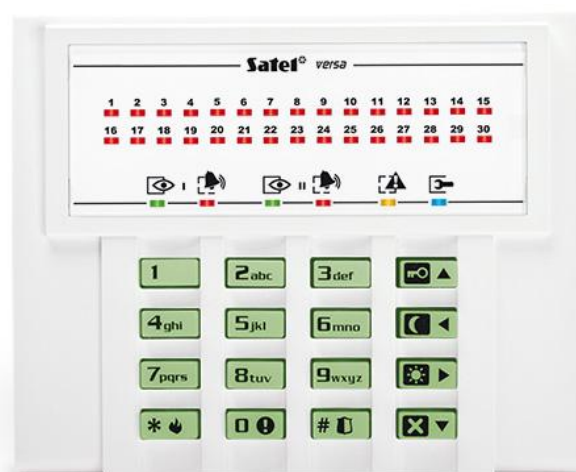 Satel versa
1 2 3 4 5 6 7 8 9 10 11 12 13 14 15
16 17 18 19 20 21 22 23 24 25 26 27 28 29 30
I II
1 2abc 3def
4ghi 5jkl 6mno
7pqrs 8tuv 9wxyz
* 0 #